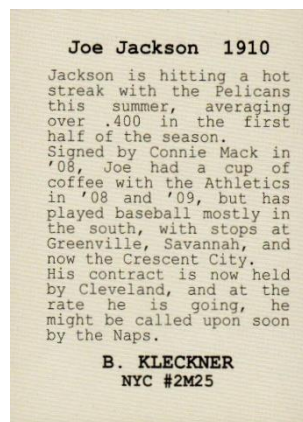 Joe Jackson 1910
Jackson is hitting a hot
streak with the Pelicans
this summer, averaging
over .400 in the first
half of the season.
Signed by Connie Mack in
'08, Joe had a cup of
coffee with the Athletics
in '08 and '09, but has
played baseball mostly in
the south, with stops at
Greenville, Savannah, and
now the Crescent City.
His contract is now held
by Cleveland, and at the
rate he is going, he
might be called upon soon
by the Naps.
B. KLECKNER
NYC #2M25